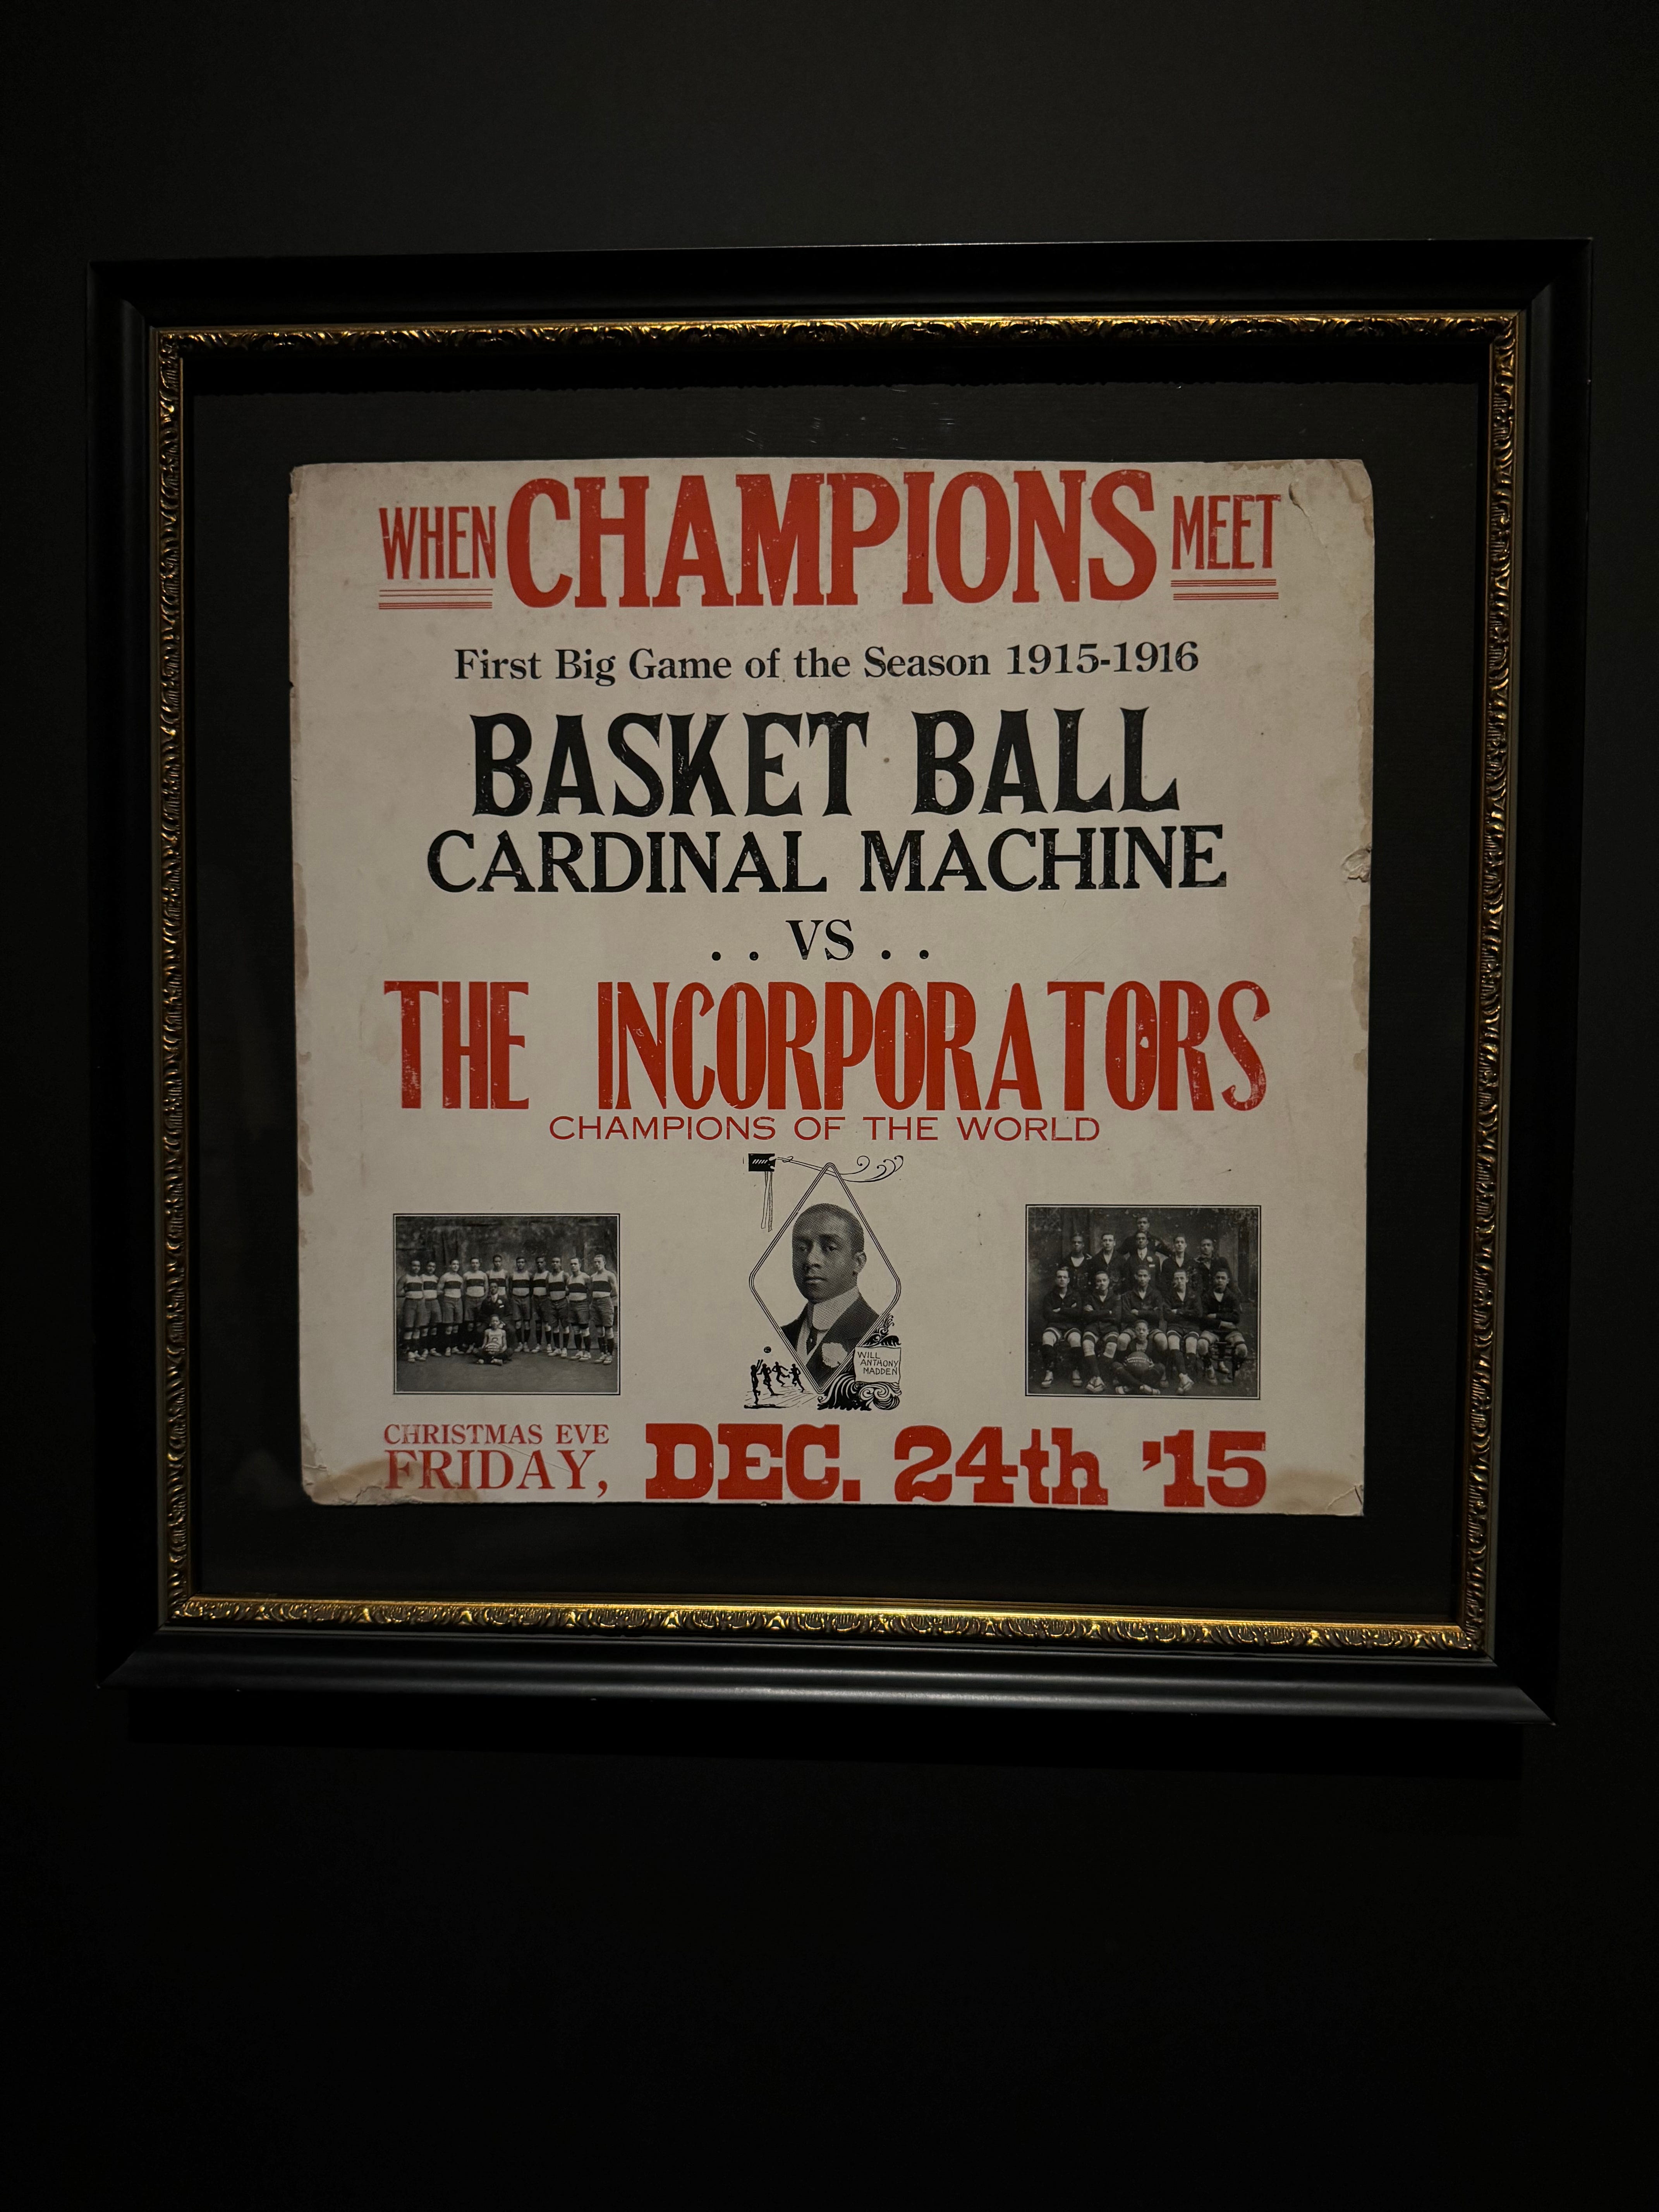 WHEN CHAMPIONS MEET
First Big Game of the Season 1915-1916
BASKET BALL
CARDINAL MACHINE
. . VS . .
THE INCORPORATORS
CHAMPIONS OF THE WORLD
WILL
ANTHONY
MADDEN
CHRISTMAS EVE
FRIDAY, DEC. 24th '15